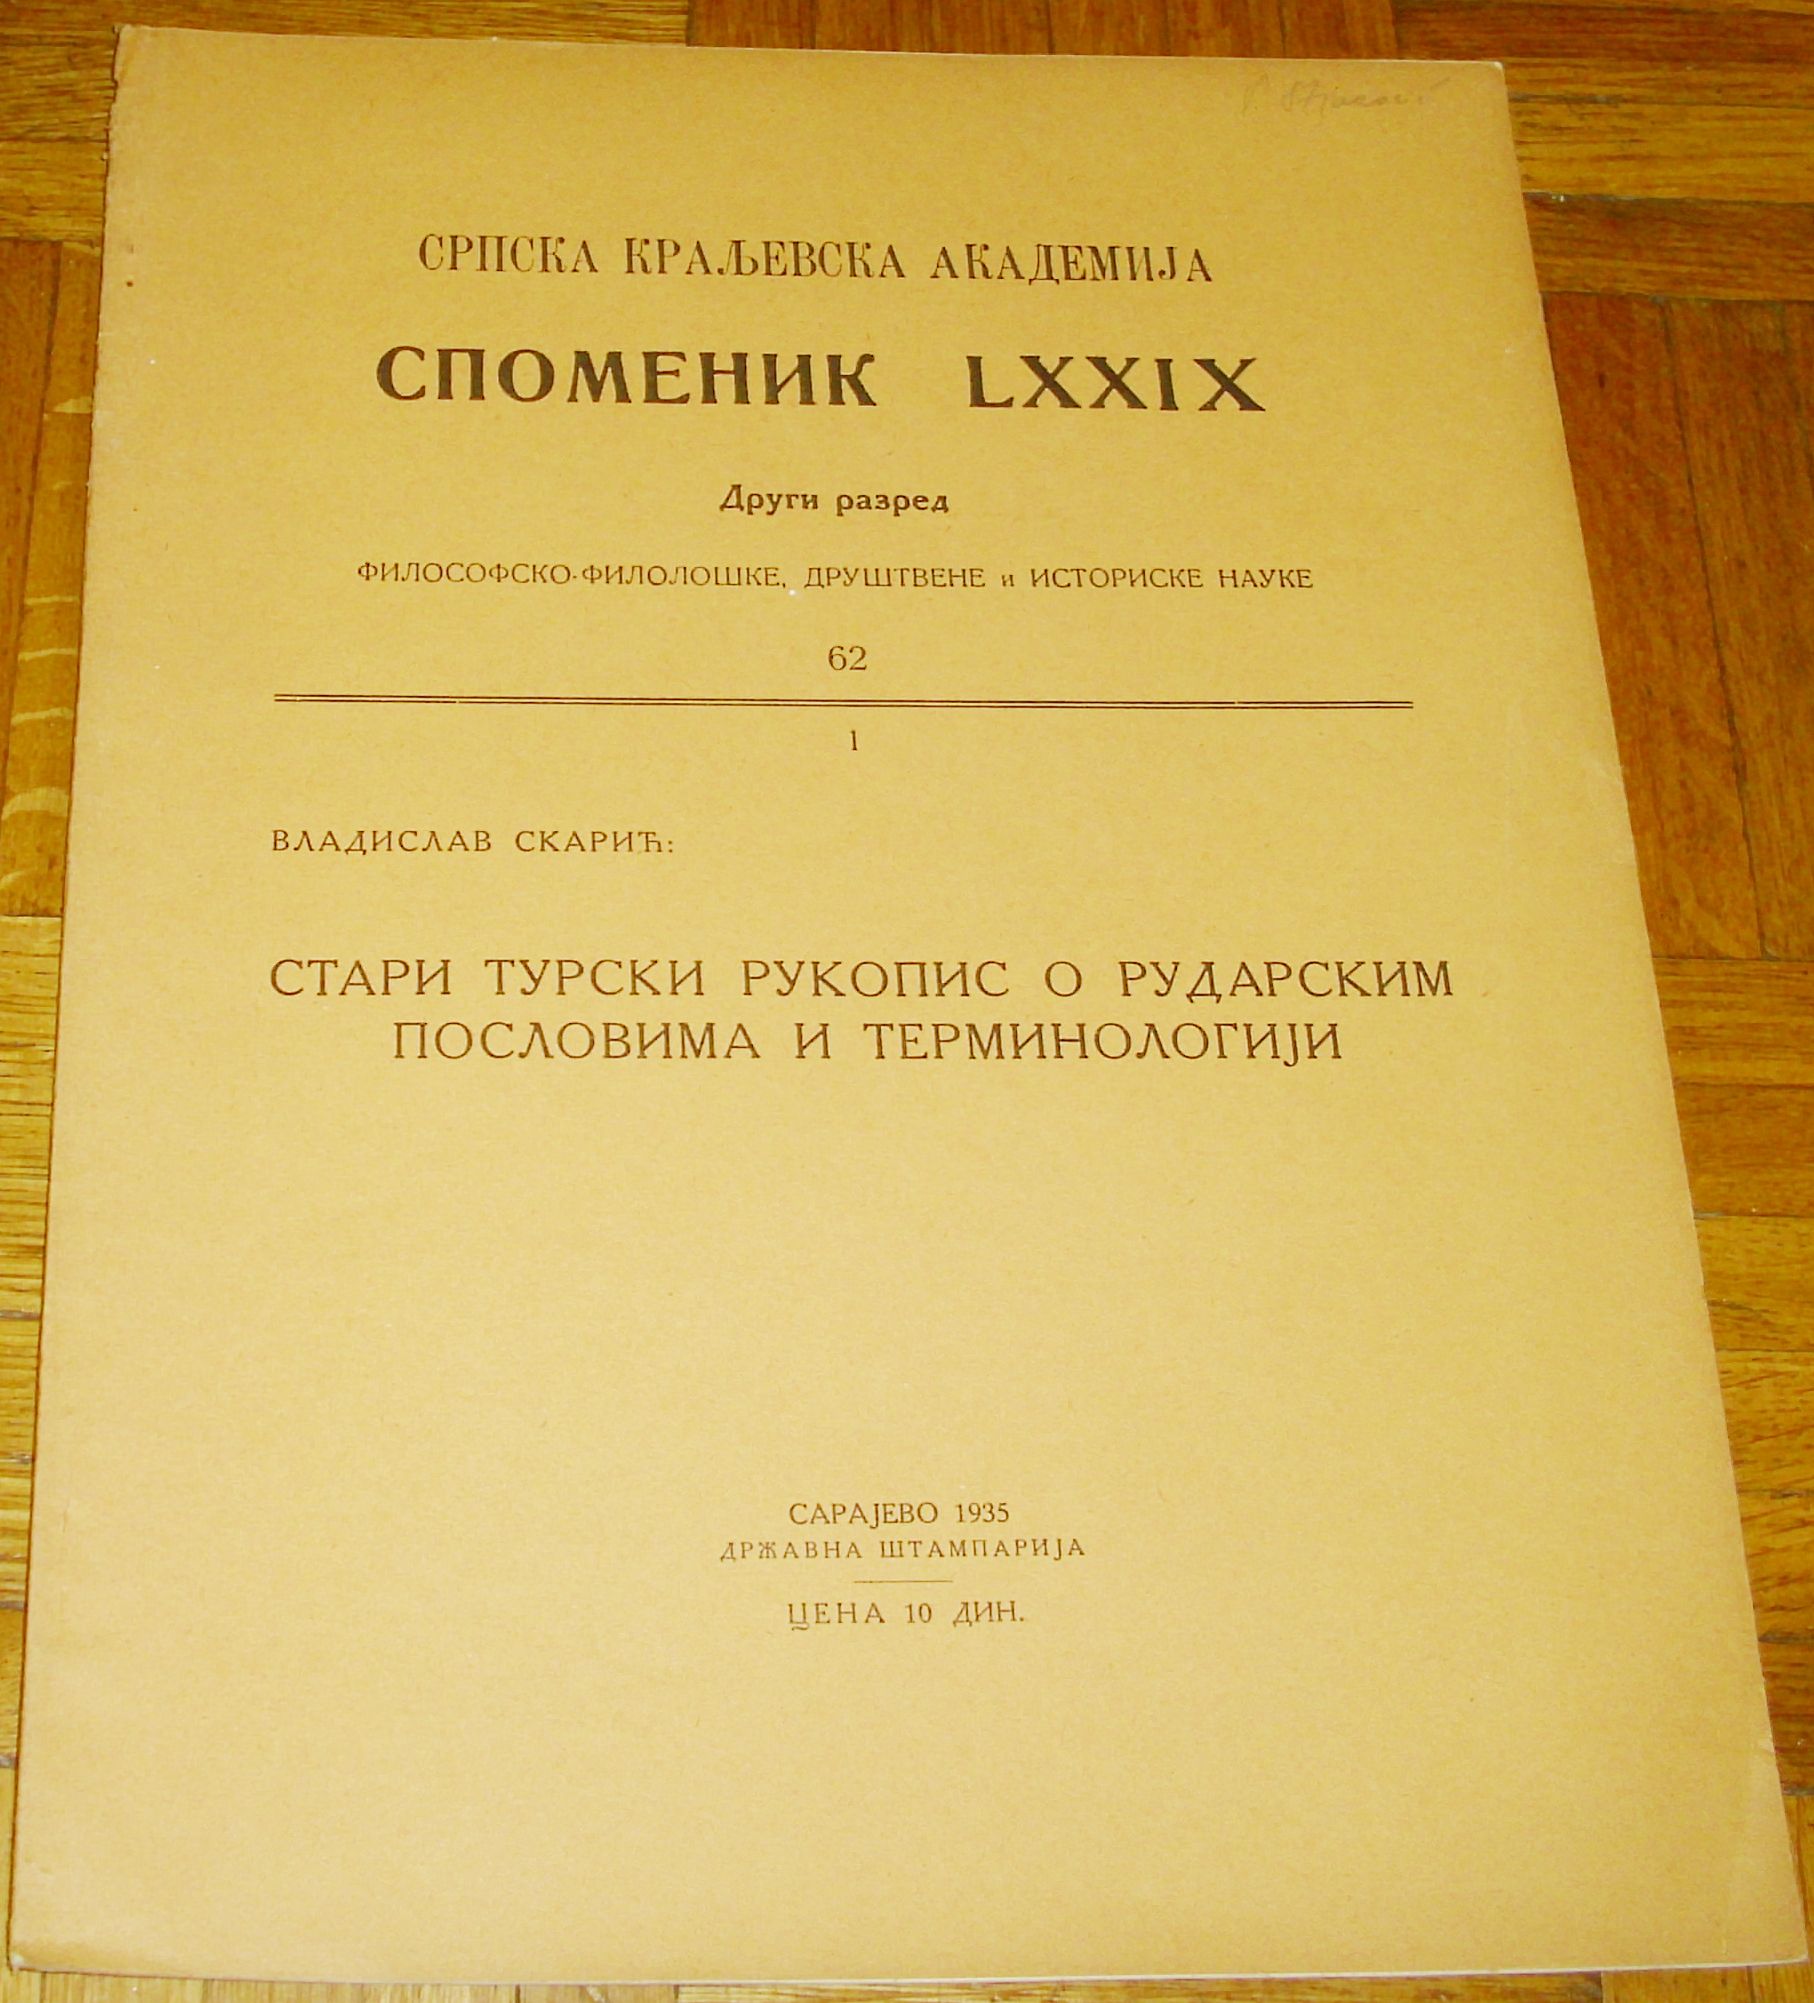 СРПСКА КРАЉЕВСКА АКАДЕМИЈА
СПОМЕНИК LXXIX
Други разред
ФИЛОСОФСКО-ФИЛОЛОШКЕ, ДРУШТВЕНЕ и ИСТОРИСКЕ НАУКЕ
62
1
ВЛАДИСЛАВ СКАРИЋ:
СТАРИ ТУРСКИ РУКОПИС О РУДАРСКИМ
ПОСЛОВИМА И ТЕРМИНОЛОГИЈИ
САРАЈЕВО 1935
ДРЖАВНА ШТАМПАРИЈА
ЦЕНА 10 ДИН.